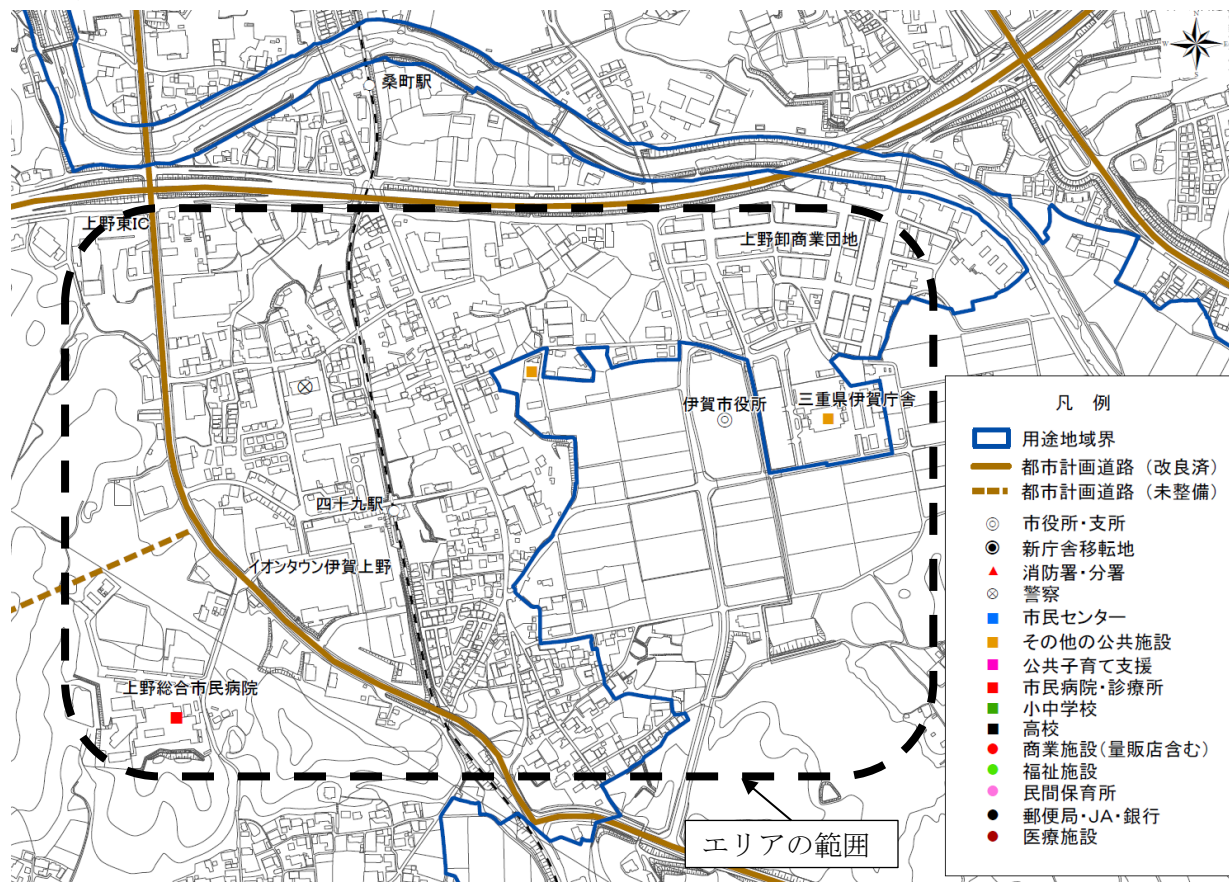 桑町駅
上野東IC
上野卸商業団地
伊賀市役所
三重県伊賀庁舎
四十九駅
イオンタウン伊賀上野
上野総合市民病院
エリアの範囲
凡 例
用途地域界
都市計画道路（改良済）
都市計画道路（未整備）
市役所・支所
新庁舎移転地
消防署・分署
警察
市民センター
その他の公共施設
公共子育て支援
市民病院・診療所
小中学校
高校
商業施設（量販店含む）
福祉施設
民間保育所
郵便局・JA・銀行
医療施設